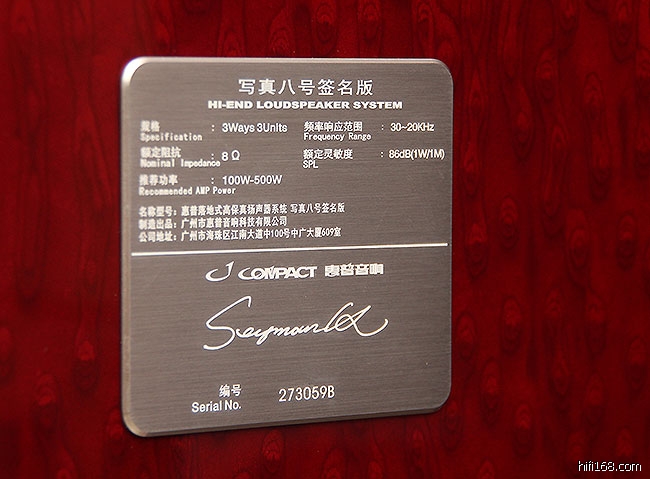 写真八号签名版
HI-END LOUDSPEAKER SYSTEM
规格 : 3Ways 3Units 频率响应范围 : 30~20KHz
Specification Frequency Range
额定阻抗 : 8Ω 额定灵敏度 : 86dB(1W/1M)
Nominal Impedance SPL
推荐功率 : 100W-500W
Recommended AMP Power
名称型号: 惠普落地式高保真扬声器系统 写真八号签名版
制造出品: 广州市惠普音响科技有限公司
公司地址: 广州市海珠区江南大道中100号中广大厦609室
COMPACT 惠普音响
编号
Serial No. 273059B
hifi168.com